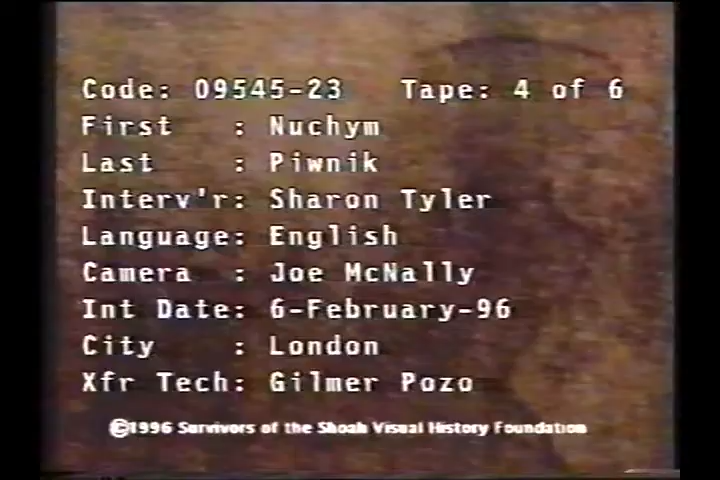 Code: 09545-23 Tape: 4 of 6
First : Nuchym
Last : Piwnik
Interv'r: Sharon Tyler
Language: English
Camera : Joe McNally
Int Date: 6-February-96
City : London
Xfr Tech: Gilmer Pozo
©1996 Survivors of the Shoah Visual History Foundation